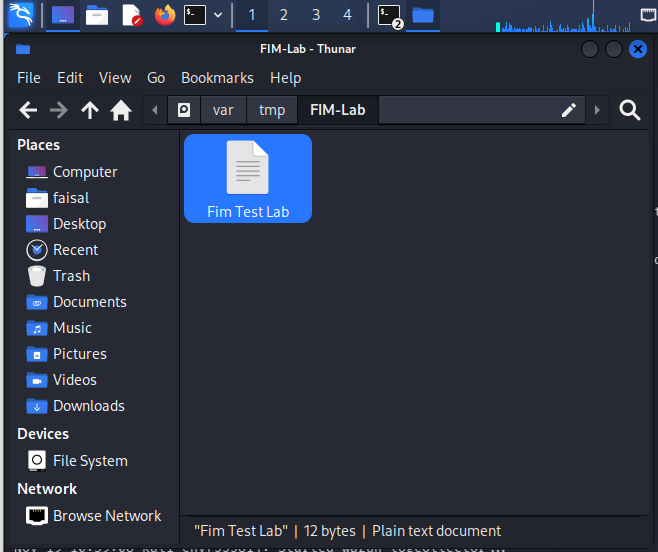 1 2 3 4 2
FIM-Lab - Thunar
File Edit View Go Bookmarks Help
var tmp FIM-Lab
Places
Computer
faisal
Desktop
Recent
Trash
Documents
Music
Pictures
Videos
Downloads
Devices
File System
Network
Browse Network
Fim Test Lab
"Fim Test Lab" | 12 bytes | Plain text document